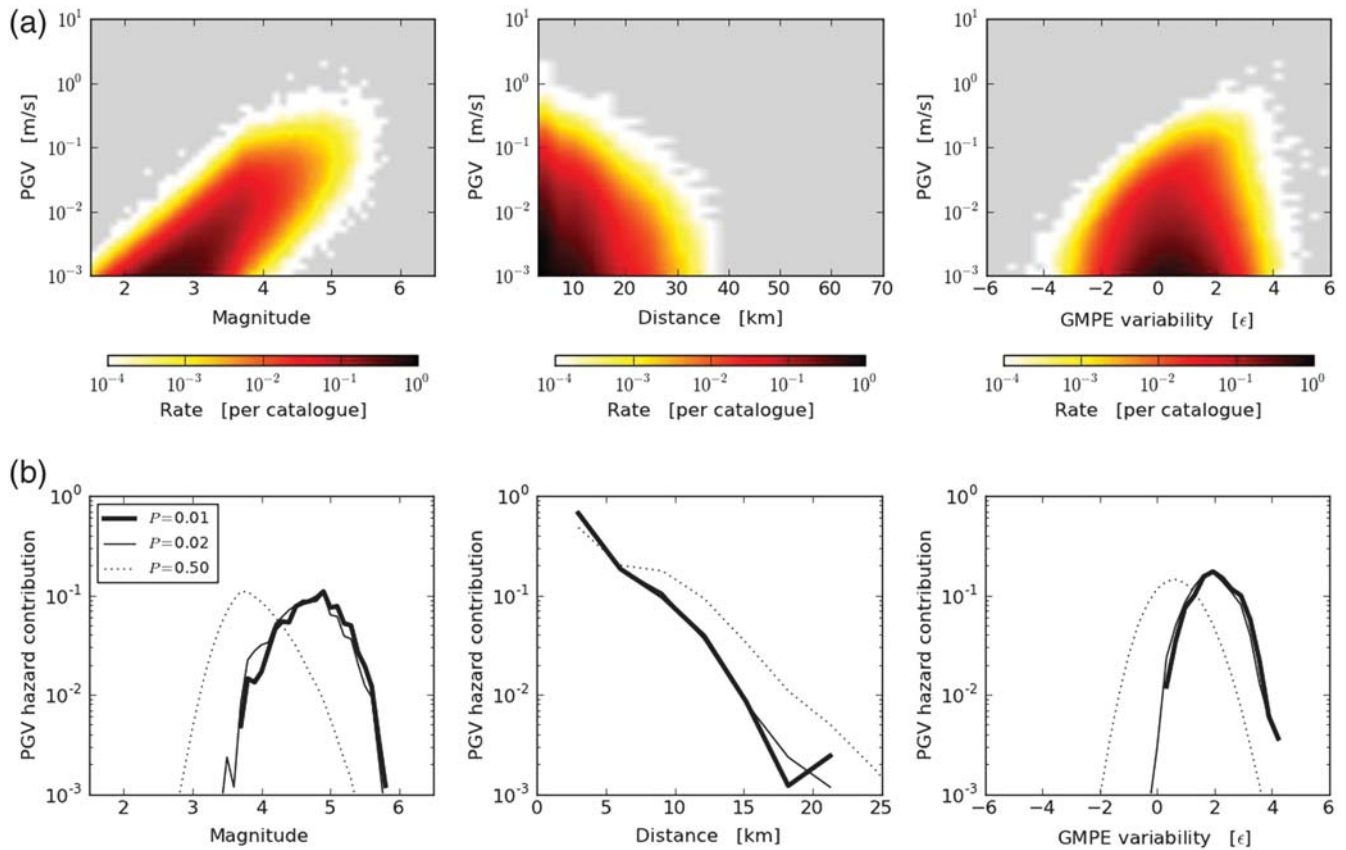 (a)
10¹
10⁰
10⁻¹
10⁻²
10⁻³
PGV [m/s]
2 3 4 5 6
Magnitude
10¹
10⁰
10⁻¹
10⁻²
10⁻³
PGV [m/s]
10 20 30 40 50 60 70
Distance [km]
10¹
10⁰
10⁻¹
10⁻²
10⁻³
PGV [m/s]
−6 −4 −2 0 2 4 6
GMPE variability [ϵ]
10⁻⁴ 10⁻³ 10⁻² 10⁻¹ 10⁰
Rate [per catalogue]
10⁻⁴ 10⁻³ 10⁻² 10⁻¹ 10⁰
Rate [per catalogue]
10⁻⁴ 10⁻³ 10⁻² 10⁻¹ 10⁰
Rate [per catalogue]
(b)
10⁰
10⁻¹
10⁻²
10⁻³
PGV hazard contribution
P=0.01
P=0.02
P=0.50
2 3 4 5 6
Magnitude
10⁰
10⁻¹
10⁻²
10⁻³
PGV hazard contribution
0 5 10 15 20 25
Distance [km]
10⁰
10⁻¹
10⁻²
10⁻³
PGV hazard contribution
−6 −4 −2 0 2 4 6
GMPE variability [ϵ]